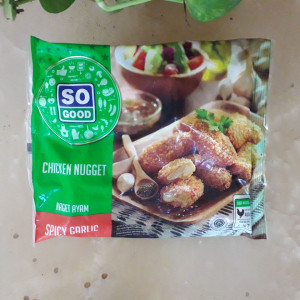 SO
GOOD
CHICKEN NUGGET
NAGET AYAM
SPICY GARLIC